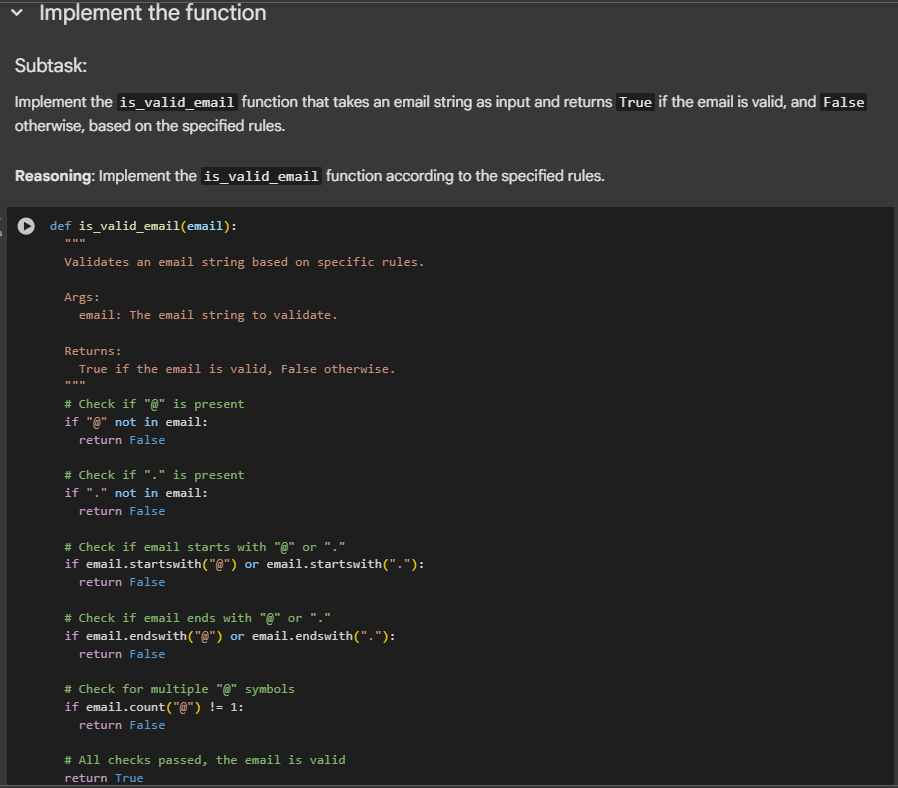 Implement the function
Subtask:
Implement the is_valid_email function that takes an email string as input and returns True if the email is valid, and False
otherwise, based on the specified rules.
Reasoning: Implement the is_valid_email function according to the specified rules.
def is_valid_email(email):
  """
  Validates an email string based on specific rules.

  Args:
    email: The email string to validate.

  Returns:
    True if the email is valid, False otherwise.
  """
  # Check if "@" is present
  if "@" not in email:
    return False

  # Check if "." is present
  if "." not in email:
    return False

  # Check if email starts with "@" or "."
  if email.startswith("@") or email.startswith("."):
    return False

  # Check if email ends with "@" or "."
  if email.endswith("@") or email.endswith("."):
    return False

  # Check for multiple "@" symbols
  if email.count("@") != 1:
    return False

  # All checks passed, the email is valid
  return True